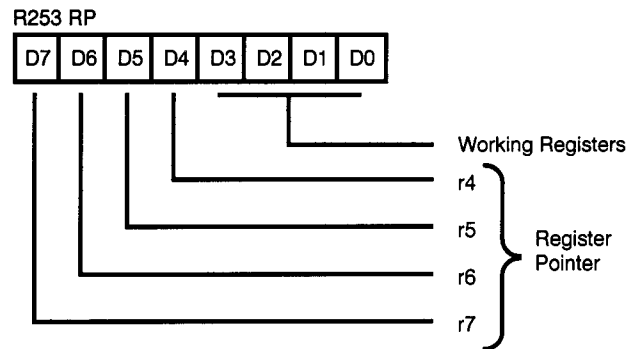 R253 RP
D7 D6 D5 D4 D3 D2 D1 D0
Working Registers
r4
r5
Register
Pointer
r6
r7